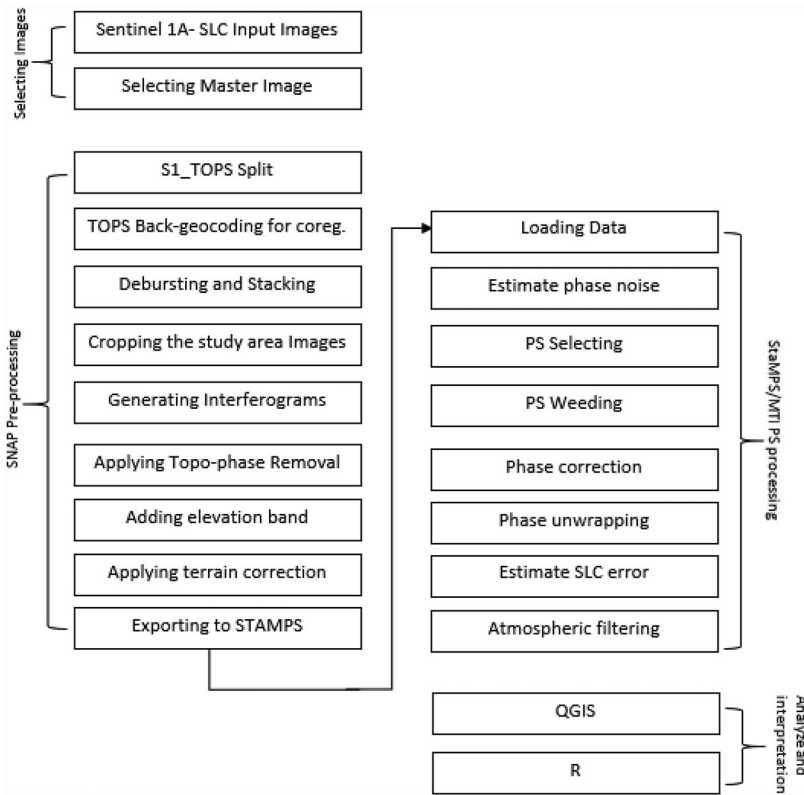 Selecting Images
Sentinel 1A- SLC Input Images
Selecting Master Image
SNAP Pre-processing
S1_TOPS Split
TOPS Back-geocoding for coreg.
Debursting and Stacking
Cropping the study area Images
Generating Interferograms
Applying Topo-phase Removal
Adding elevation band
Applying terrain correction
Exporting to STAMPS
Loading Data
Estimate phase noise
PS Selecting
PS Weeding
Phase correction
Phase unwrapping
Estimate SLC error
Atmospheric filtering
StaMPS/MTI PS
processing
QGIS
R
Analyze and
interpretation